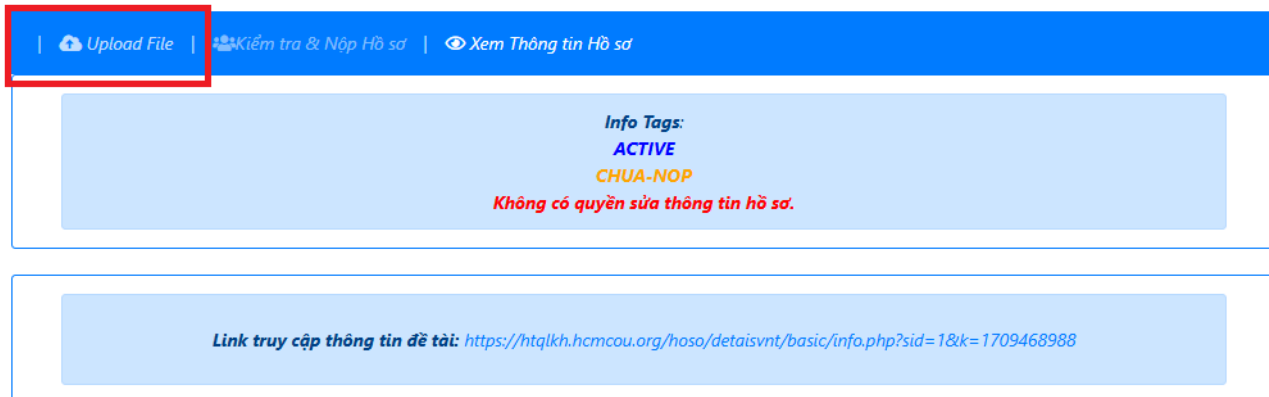 | Upload File | Kiểm tra & Nộp Hồ sơ | Xem Thông tin Hồ sơ
Info Tags:
ACTIVE
CHUA-NOP
Không có quyền sửa thông tin hồ sơ.
Link truy cập thông tin đề tài: https://htqlkh.hcmcou.org/hoso/detaisvnt/basic/info.php?sid=1&k=1709468988